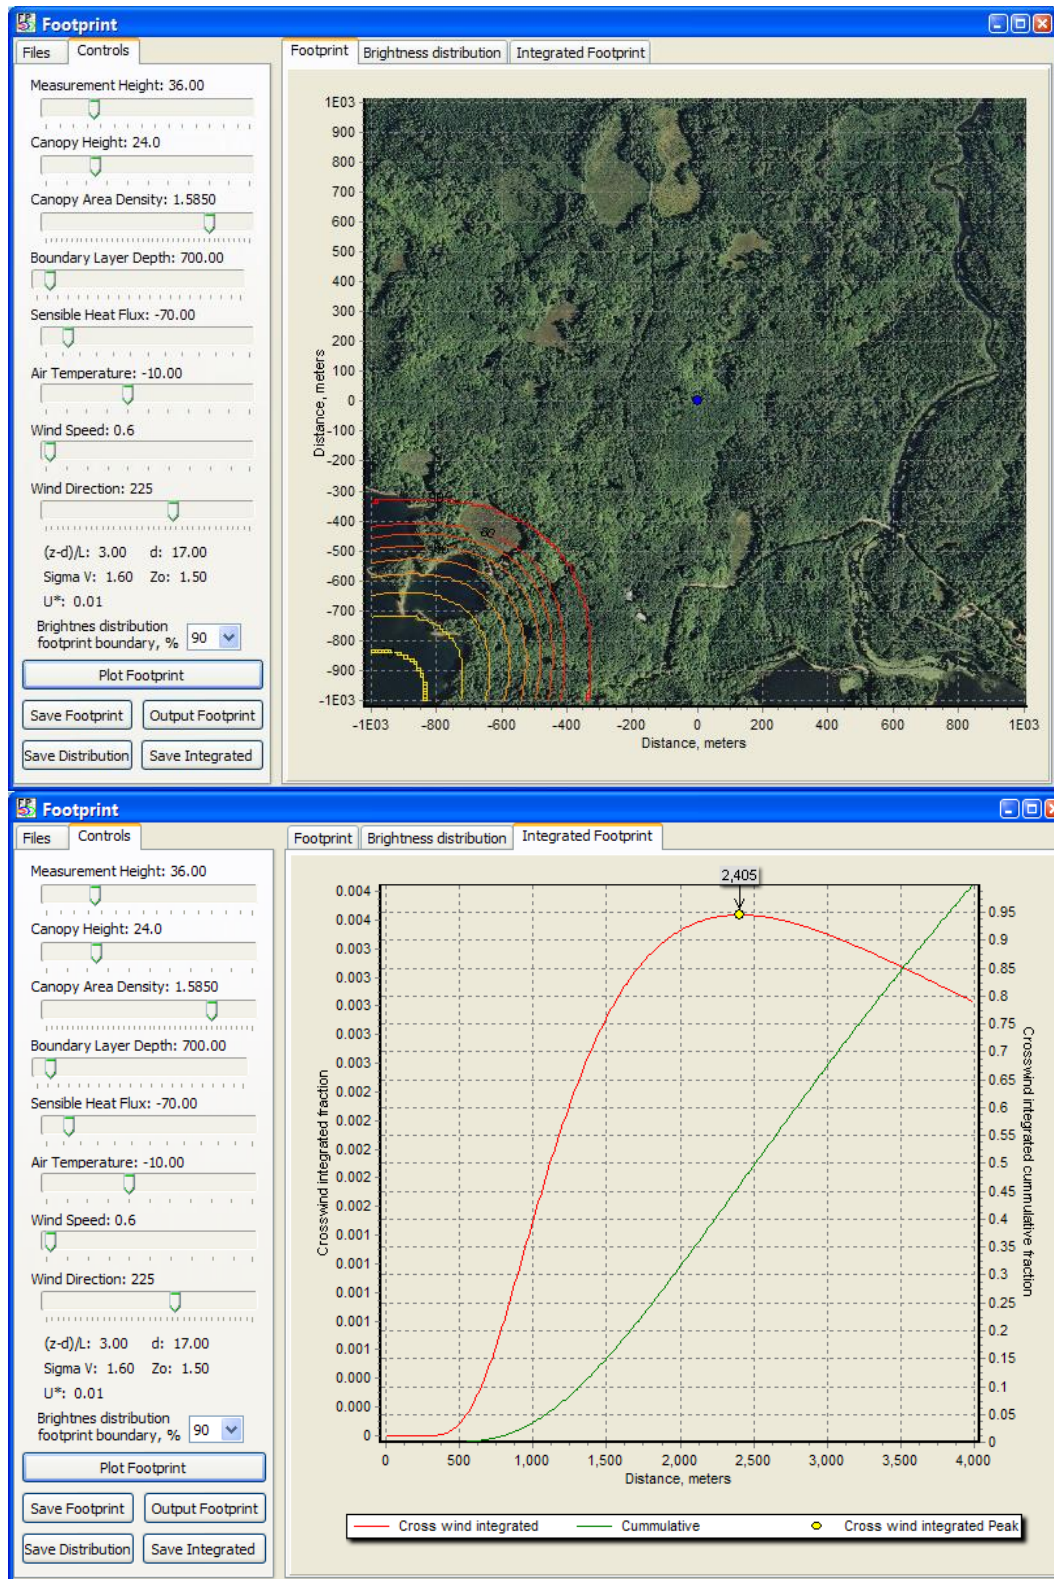 Footprint
Files Controls
Measurement Height: 36.00
Canopy Height: 24.0
Canopy Area Density: 1.5850
Boundary Layer Depth: 700.00
Sensible Heat Flux: -70.00
Air Temperature: -10.00
Wind Speed: 0.6
Wind Direction: 225
(z-d)/L: 3.00 d: 17.00
Sigma V: 1.60 Zo: 1.50
U*: 0.01
Brightnes distribution
footprint boundary, % 90
Plot Footprint
Save Footprint Output Footprint
Save Distribution Save Integrated
Footprint Brightness distribution Integrated Footprint
1E03
900
800
700
600
500
400
300
200
100
0
-100
-200
-300
-400
-500
-600
-700
-800
-900
-1E03
Distance, meters
-1E03 -800 -600 -400 -200 0 200 400 600 800 1E03
Distance, meters
Footprint
Files Controls
Measurement Height: 36.00
Canopy Height: 24.0
Canopy Area Density: 1.5850
Boundary Layer Depth: 700.00
Sensible Heat Flux: -70.00
Air Temperature: -10.00
Wind Speed: 0.6
Wind Direction: 225
(z-d)/L: 3.00 d: 17.00
Sigma V: 1.60 Zo: 1.50
U*: 0.01
Brightnes distribution
footprint boundary, % 90
Plot Footprint
Save Footprint Output Footprint
Save Distribution Save Integrated
Footprint Brightness distribution Integrated Footprint
2,405
0.004
0.004
0.003
0.003
0.003
0.003
0.003
0.002
0.002
0.002
0.002
0.002
0.001
0.001
0.001
0.001
0.001
0.000
0.000
0
Crosswind integrated fraction
0.95
0.9
0.85
0.8
0.75
0.7
0.65
0.6
0.55
0.5
0.45
0.4
0.35
0.3
0.25
0.2
0.15
0.1
0.05
0
Crosswind integrated cummulative fraction
0 500 1,000 1,500 2,000 2,500 3,000 3,500 4,000
Distance, meters
Cross wind integrated Cummulative Cross wind integrated Peak